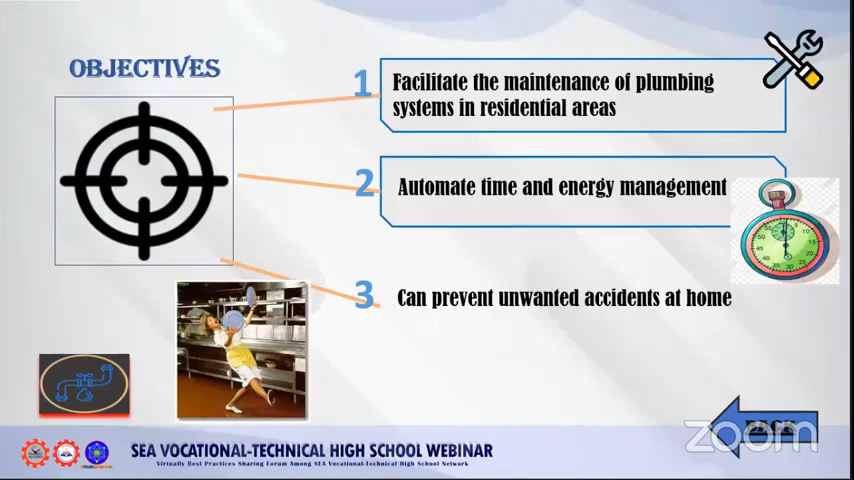 OBJECTIVES
1
Facilitate the maintenance of plumbing
systems in residential areas
2
Automate time and energy management
3
Can prevent unwanted accidents at home
zoom
SEA VOCATIONAL-TECHNICAL HIGH SCHOOL WEBINAR
Virtually Best Practices Sharing Forum Among SEA Vocational-Technical High School Network